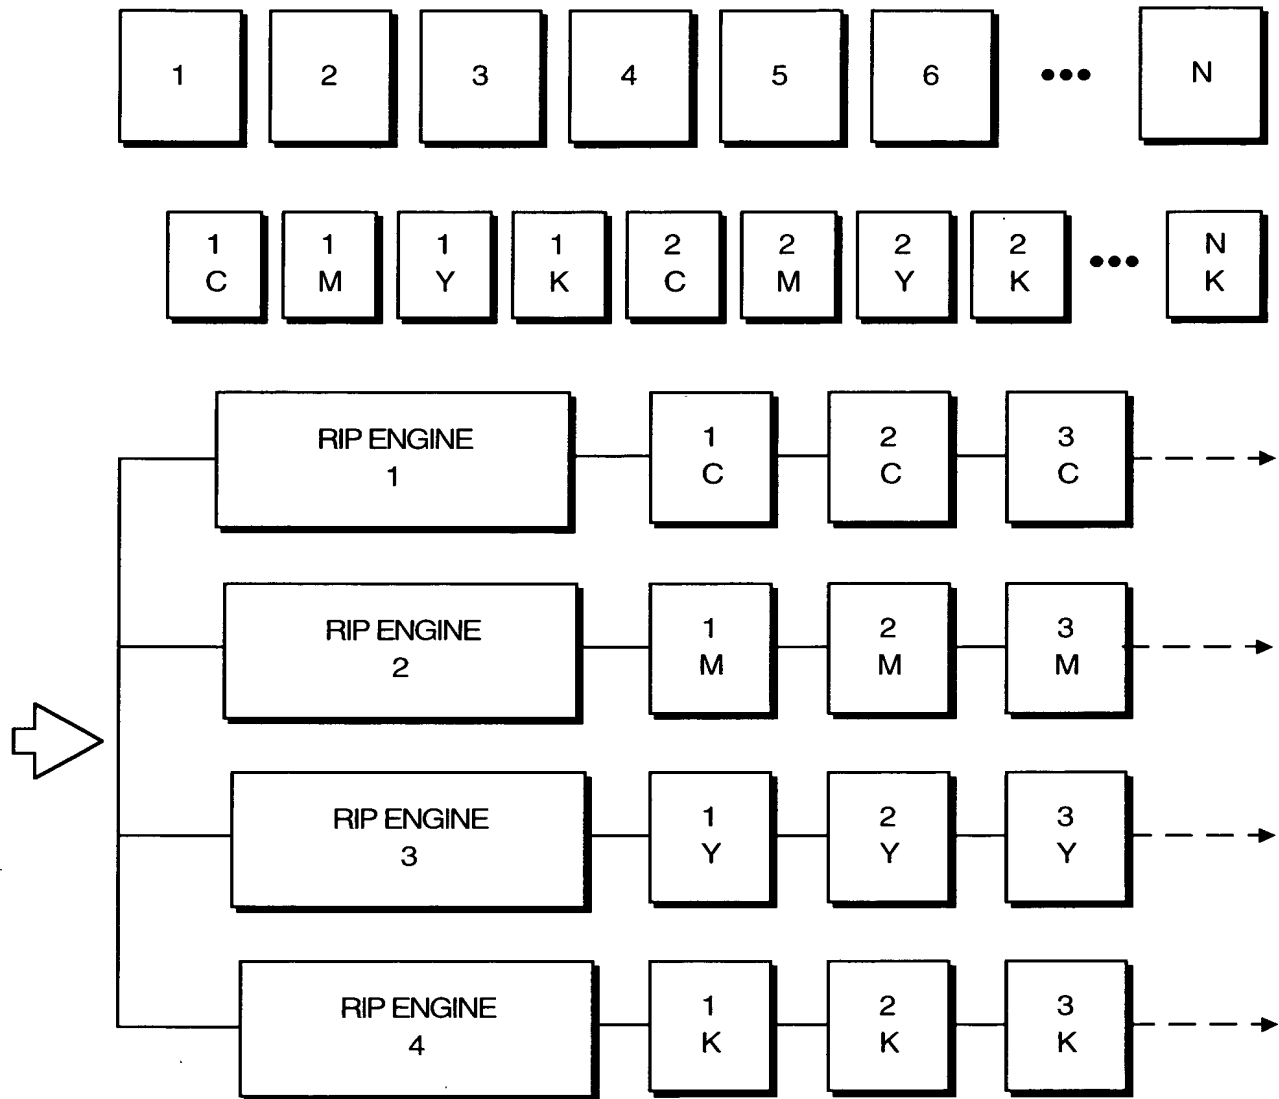 1 2 3 4 5 6 ••• N
1 1 1 1 2 2 2 2 ••• N
C M Y K C M Y K K
RIP ENGINE
1
1 2 3
C C C
RIP ENGINE
2
1 2 3
M M M
RIP ENGINE
3
1 2 3
Y Y Y
RIP ENGINE
4
1 2 3
K K K